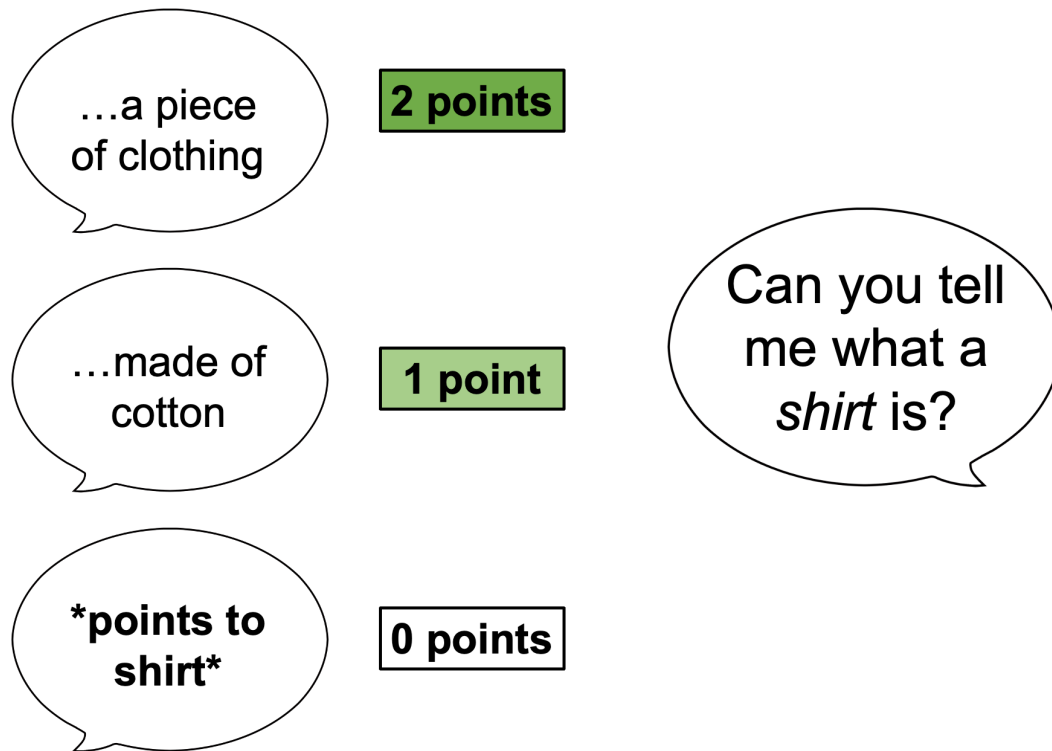 …a piece
of clothing
2 points
…made of
cotton
1 point
*points to
shirt*
0 points
Can you tell
me what a
shirt is?